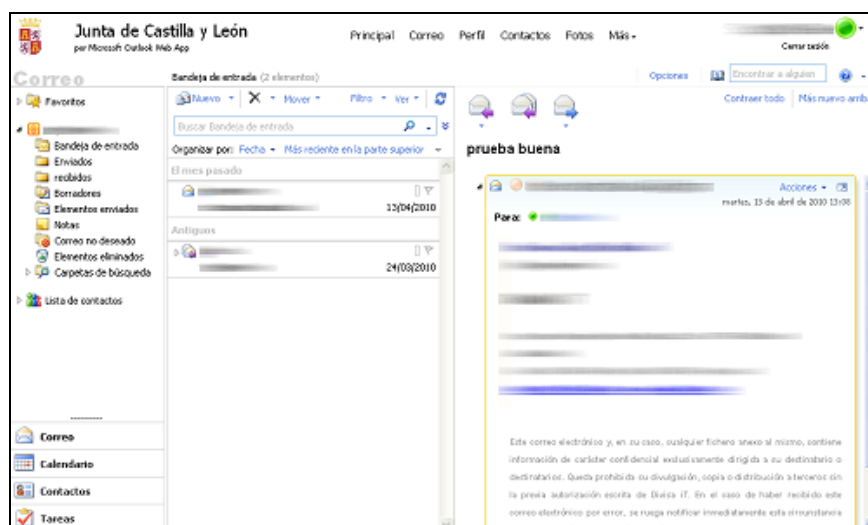 Junta de Castilla y León
por Microsoft Outlook Web App
Principal Correo Perfil Contactos Fotos Más
Cerrar sesión
Correo
Bandeja de entrada (2 elementos)
Opciones
Encontrar a alguien
Favoritos
Bandeja de entrada
Enviados
recibidos
Borradores
Elementos enviados
Notas
Correo no deseado
Elementos eliminados
Carpetas de búsqueda
Lista de contactos
Correo
Calendario
Contactos
Tareas
Nuevo Mover Filtro Ver
Buscar Bandeja de entrada
Organizar por: Fecha Más reciente en la parte superior
El mes pasado
13/04/2010
Antiguos
24/03/2010
Contraer todo Más nuevo arriba
prueba buena
Acciones
martes, 13 de abril de 2010 13:08
Para:
Este correo electrónico y, en su caso, cualquier fichero anexo al mismo, contiene
información de carácter confidencial exclusivamente dirigida a su destinatario o
destinatarios. Queda prohibida su divulgación, copia o distribución a terceros sin
la previa autorización escrita de Divisa iT. En el caso de haber recibido este
correo electrónico por error, se ruega notificar inmediatamente esta circunstancia